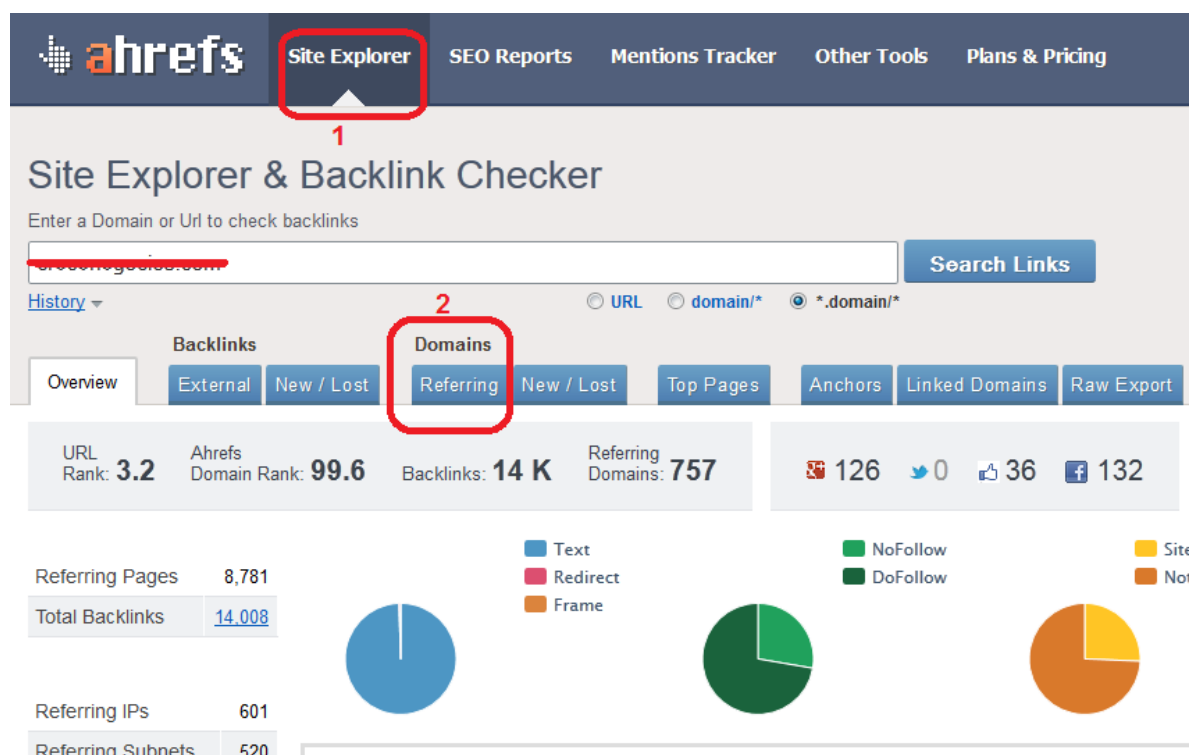 ahrefs Site Explorer SEO Reports Mentions Tracker Other Tools Plans & Pricing
1
Site Explorer & Backlink Checker
Enter a Domain or Url to check backlinks
Search Links
History 2 URL domain/* *.domain/*
Backlinks Domains
Overview External New / Lost Referring New / Lost Top Pages Anchors Linked Domains Raw Export
URL Rank: 3.2 Ahrefs Domain Rank: 99.6 Backlinks: 14 K Referring Domains: 757 126 0 36 132
Text NoFollow Site
Referring Pages 8,781 Redirect DoFollow Not
Total Backlinks 14,008 Frame
Referring IPs 601
Referring Subnets 520